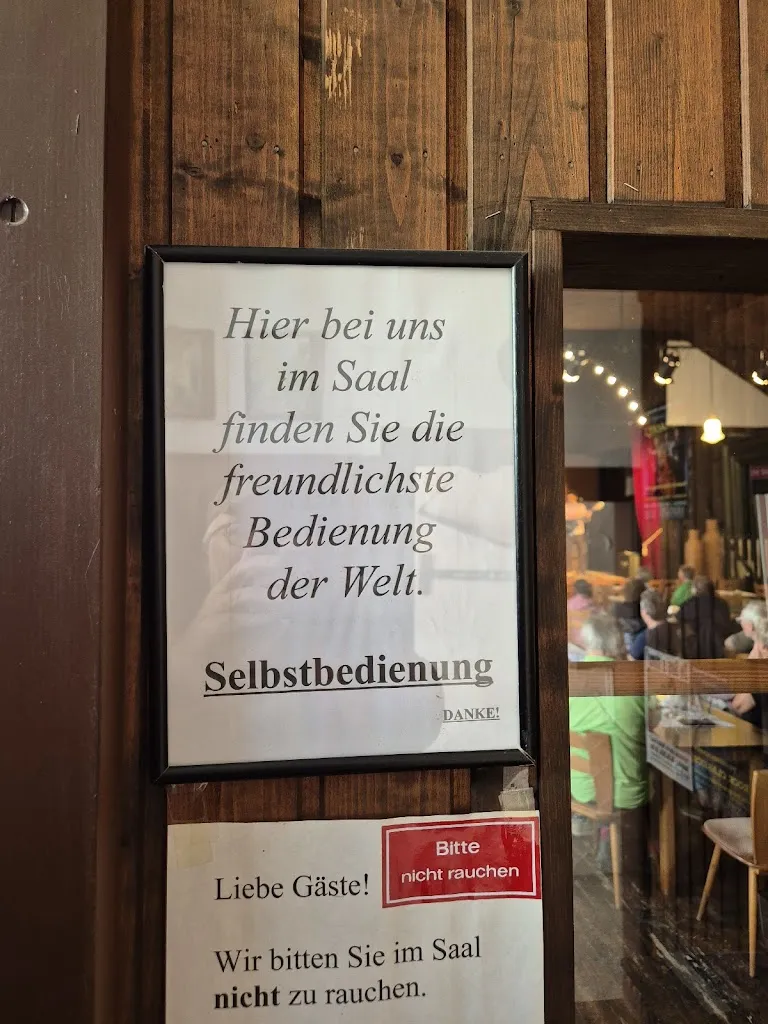 Hier bei uns
im Saal
finden Sie die
freundlichste
Bedienung
der Welt.
Selbstbedienung
DANKE!
Bitte
nicht rauchen
Liebe Gäste!
Wir bitten Sie im Saal
nicht zu rauchen.